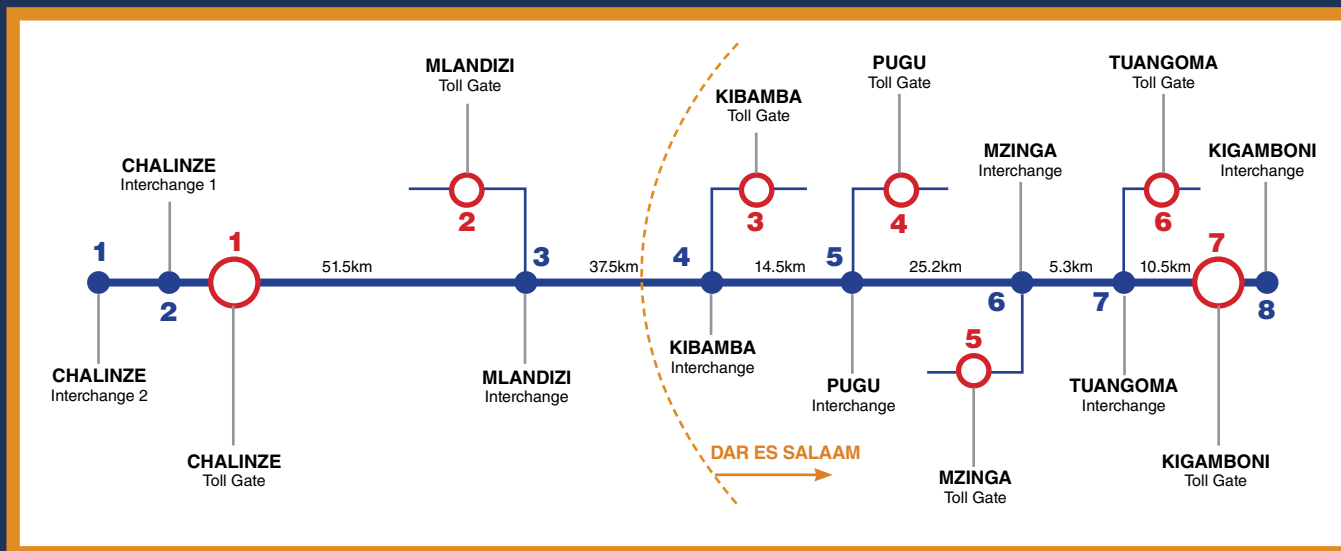 MLANDIZI
Toll Gate
PUGU
Toll Gate
TUANGOMA
Toll Gate
KIBAMBA
Toll Gate
CHALINZE
Interchange 1
MZINGA
Interchange
KIGAMBONI
Interchange
2
3
4
6
1
1
51.5km
3
37.5km
4
14.5km
5
25.2km
5.3km
10.5km
7
2
6
7
8
CHALINZE
Interchange 2
MLANDIZI
Interchange
KIBAMBA
Interchange
PUGU
Interchange
5
TUANGOMA
Interchange
CHALINZE
Toll Gate
DAR ES SALAAM
MZINGA
Toll Gate
KIGAMBONI
Toll Gate